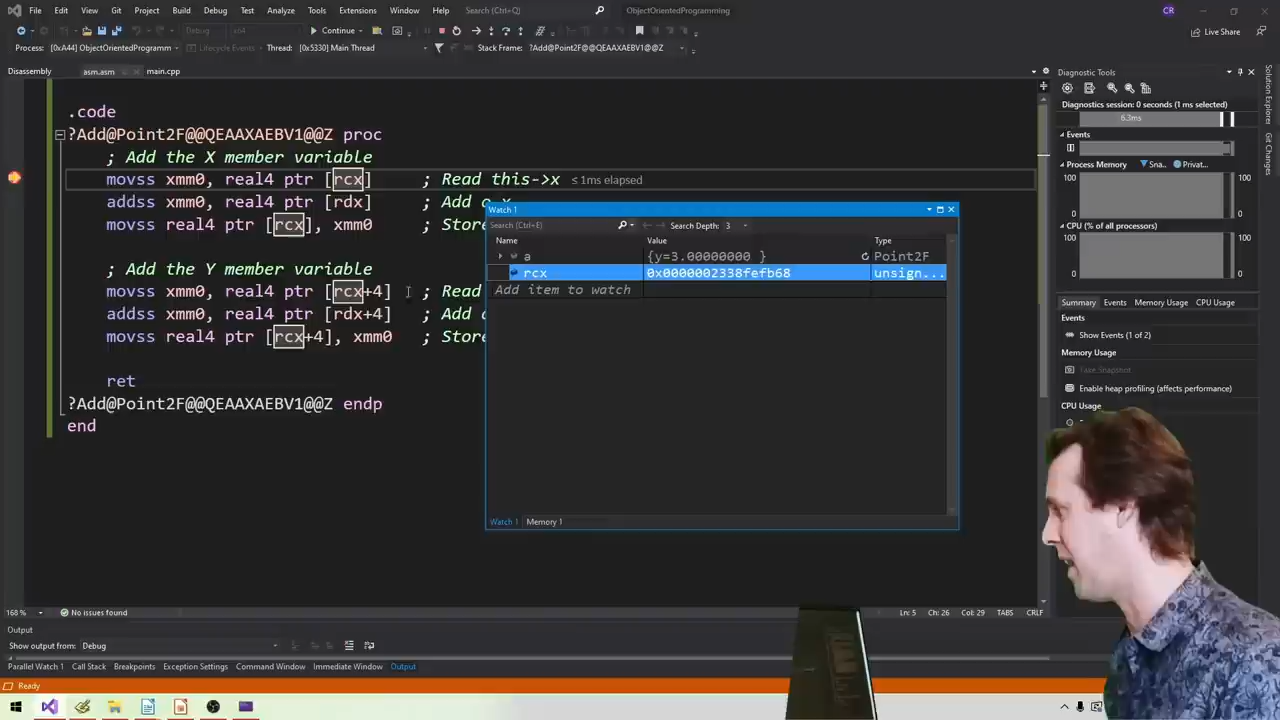 File Edit View Git Project Build Debug Test Analyze Tools Extensions Window Help Search (Ctrl+Q) ObjectOrientedProgramming CR
Debug x64 Continue Live Share
Process: [0xA44] ObjectOrientedProgramm Lifecycle Events Thread: [0x5330] Main Thread Stack Frame: ?Add@Point2F@@QEAAXAEBV1@@Z
Disassembly asm.asm main.cpp
Diagnostic Tools
Diagnostics session: 0 seconds (1 ms selected)
6.3ms
Events
Process Memory Sna... Privat...
100 100
0 0
CPU (% of all processors)
100 100
0 0
Summary Events Memory Usage CPU Usage
Events
Show Events (1 of 2)
Memory Usage
Take Snapshot
Enable heap profiling (affects performance)
CPU Usage
Solution Explorer
Git Changes
.code
?Add@Point2F@@QEAAXAEBV1@@Z proc
; Add the X member variable
movss xmm0, real4 ptr [rcx] ; Read this->x ≤1ms elapsed
addss xmm0, real4 ptr [rdx] ; Add o.x
movss real4 ptr [rcx], xmm0 ; Store
; Add the Y member variable
movss xmm0, real4 ptr [rcx+4] ; Read
addss xmm0, real4 ptr [rdx+4] ; Add
movss real4 ptr [rcx+4], xmm0 ; Store
ret
?Add@Point2F@@QEAAXAEBV1@@Z endp
end
Watch 1
Search (Ctrl+E) Search Depth: 3
Name Value Type
a {y=3.00000000 } Point2F
rcx 0x0000002338fefb68 unsign...
Add item to watch
Watch 1 Memory 1
168 % No issues found Ln: 5 Ch: 26 Col: 29 TABS CRLF
Output
Show output from: Debug
Parallel Watch 1 Call Stack Breakpoints Exception Settings Command Window Immediate Window Output
Ready